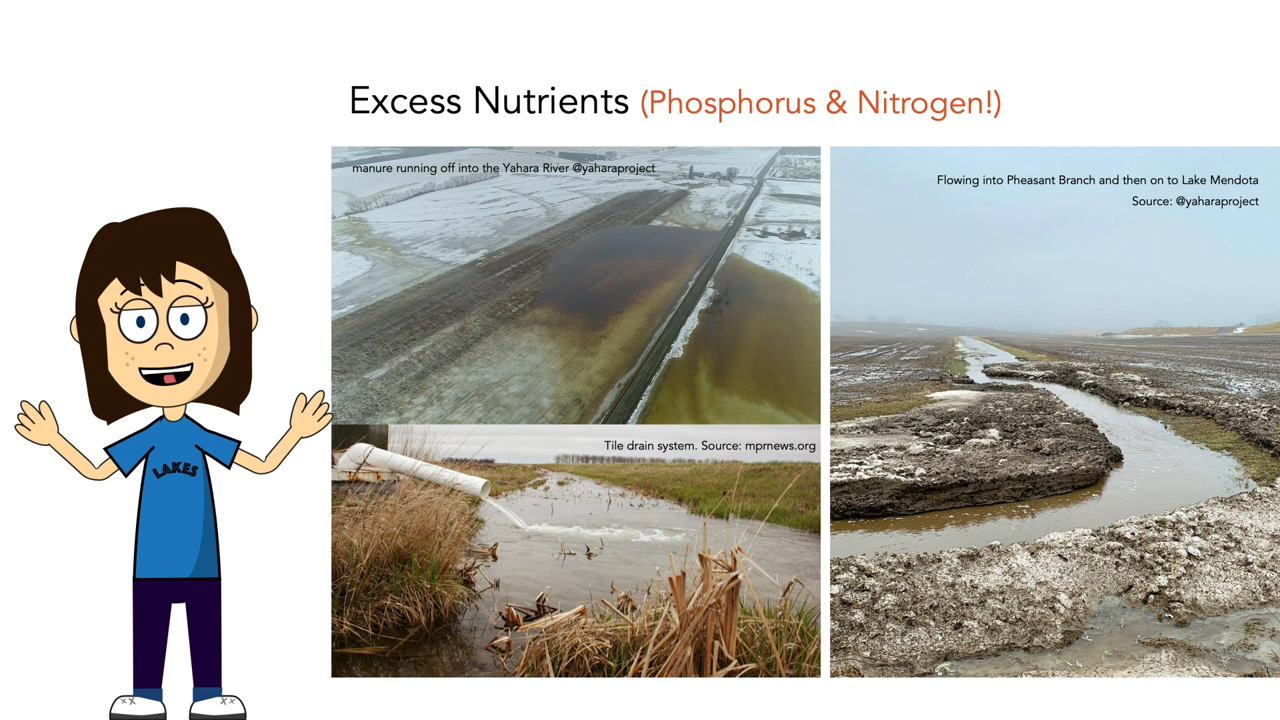 Excess Nutrients (Phosphorus & Nitrogen!)
manure running off into the Yahara River @yaharaproject
Flowing into Pheasant Branch and then on to Lake Mendota
Source: @yaharaproject
LAKES
Tile drain system. Source: mprnews.org